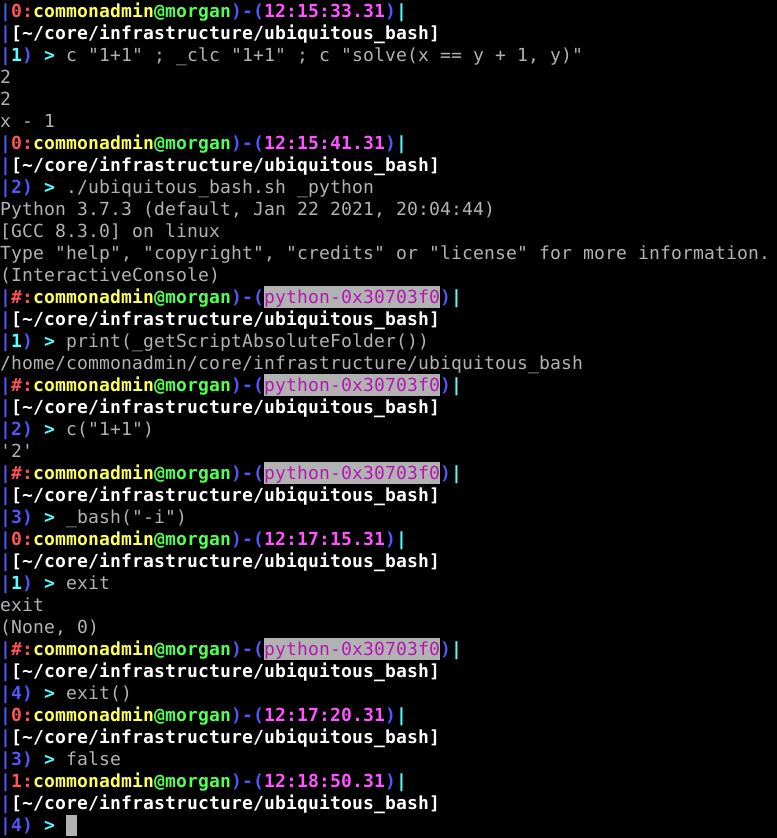 |0:commonadmin@morgan)-(12:15:33.31)|
|[~/core/infrastructure/ubiquitous_bash]
|1) > c "1+1" ; _clc "1+1" ; c "solve(x == y + 1, y)"
2
2
x - 1
|0:commonadmin@morgan)-(12:15:41.31)|
|[~/core/infrastructure/ubiquitous_bash]
|2) > ./ubiquitous_bash.sh _python
Python 3.7.3 (default, Jan 22 2021, 20:04:44)
[GCC 8.3.0] on linux
Type "help", "copyright", "credits" or "license" for more information.
(InteractiveConsole)
|#:commonadmin@morgan)-(python-0x30703f0)|
|[~/core/infrastructure/ubiquitous_bash]
|1) > print(_getScriptAbsoluteFolder())
/home/commonadmin/core/infrastructure/ubiquitous_bash
|#:commonadmin@morgan)-(python-0x30703f0)|
|[~/core/infrastructure/ubiquitous_bash]
|2) > c("1+1")
'2'
|#:commonadmin@morgan)-(python-0x30703f0)|
|[~/core/infrastructure/ubiquitous_bash]
|3) > _bash("-i")
|0:commonadmin@morgan)-(12:17:15.31)|
|[~/core/infrastructure/ubiquitous_bash]
|1) > exit
exit
(None, 0)
|#:commonadmin@morgan)-(python-0x30703f0)|
|[~/core/infrastructure/ubiquitous_bash]
|4) > exit()
|0:commonadmin@morgan)-(12:17:20.31)|
|[~/core/infrastructure/ubiquitous_bash]
|3) > false
|1:commonadmin@morgan)-(12:18:50.31)|
|[~/core/infrastructure/ubiquitous_bash]
|4) >